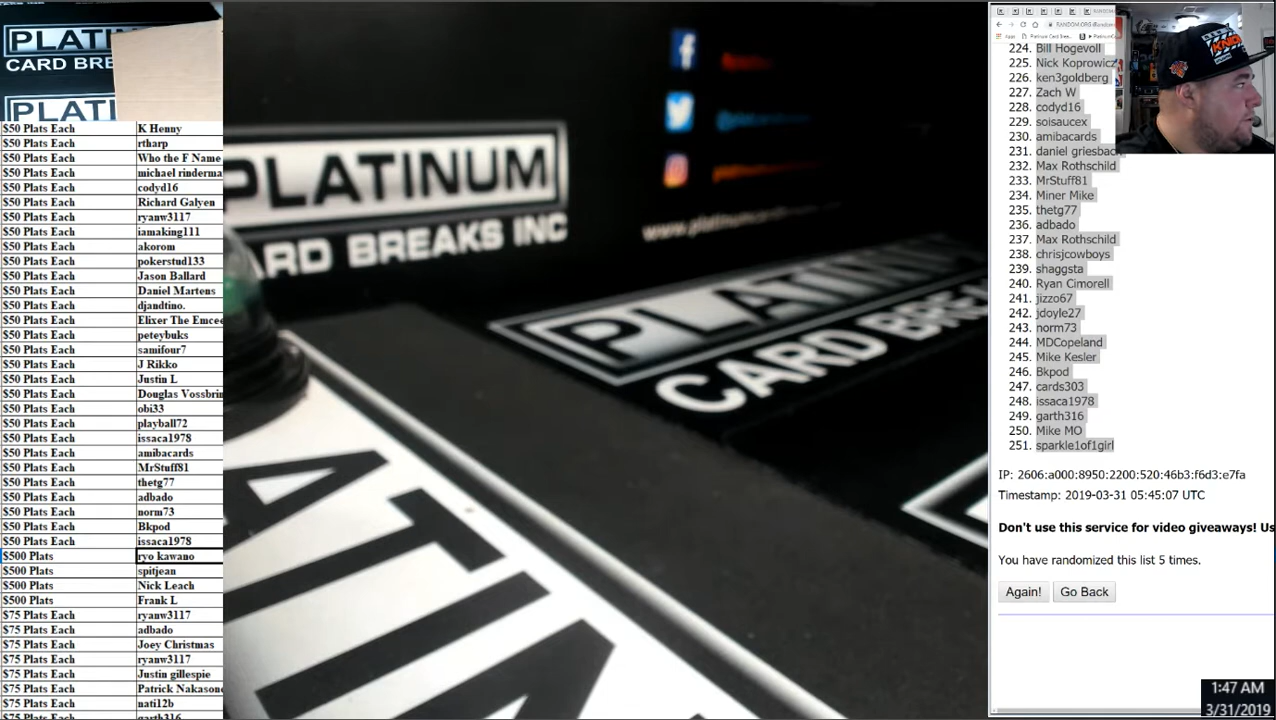 PLATINUM
CARD BRE
PLATIN
$50 Plats Each K Henny
$50 Plats Each rtharp
$50 Plats Each Who the F Name
$50 Plats Each michael rinderma
$50 Plats Each codyd16
$50 Plats Each Richard Galyen
$50 Plats Each ryanw3117
$50 Plats Each iamaking111
$50 Plats Each akorom
$50 Plats Each pokerstud133
$50 Plats Each Jason Ballard
$50 Plats Each Daniel Martens
$50 Plats Each djandtino.
$50 Plats Each Elixer The Emcee
$50 Plats Each peteybuks
$50 Plats Each samifour7
$50 Plats Each J Rikko
$50 Plats Each Justin L
$50 Plats Each Douglas Vossbrin
$50 Plats Each obi33
$50 Plats Each playball72
$50 Plats Each issaca1978
$50 Plats Each amibacards
$50 Plats Each MrStuff81
$50 Plats Each thetg77
$50 Plats Each adbado
$50 Plats Each norm73
$50 Plats Each Bkpod
$50 Plats Each issaca1978
$500 Plats ryo kawano
$500 Plats spitjean
$500 Plats Nick Leach
$500 Plats Frank L
$75 Plats Each ryanw3117
$75 Plats Each adbado
$75 Plats Each Joey Christmas
$75 Plats Each ryanw3117
$75 Plats Each Justin gillespie
$75 Plats Each Patrick Nakason
$75 Plats Each nati12b
$75 Plats Each garth316
PLATINUM
ARD BREAKS INC
PLATINUM
CARD BREA
ATIN
224. Bill Hogevoll
225. Nick Koprowicz
226. ken3goldberg
227. Zach W
228. codyd16
229. soisaucex
230. amibacards
231. daniel griesbac
232. Max Rothschild
233. MrStuff81
234. Miner Mike
235. thetg77
236. adbado
237. Max Rothschild
238. chrisjcowboys
239. shaggsta
240. Ryan Cimorell
241. jizzo67
242. jdoyle27
243. norm73
244. MDCopeland
245. Mike Kesler
246. Bkpod
247. cards303
248. issaca1978
249. garth316
250. Mike MO
251. sparkle1of1girl
IP: 2606:a000:8950:2200:520:46b3:f6d3:e7fa
Timestamp: 2019-03-31 05:45:07 UTC
Don't use this service for video giveaways! Us
You have randomized this list 5 times.
Again! Go Back
1:47 AM
3/31/2019